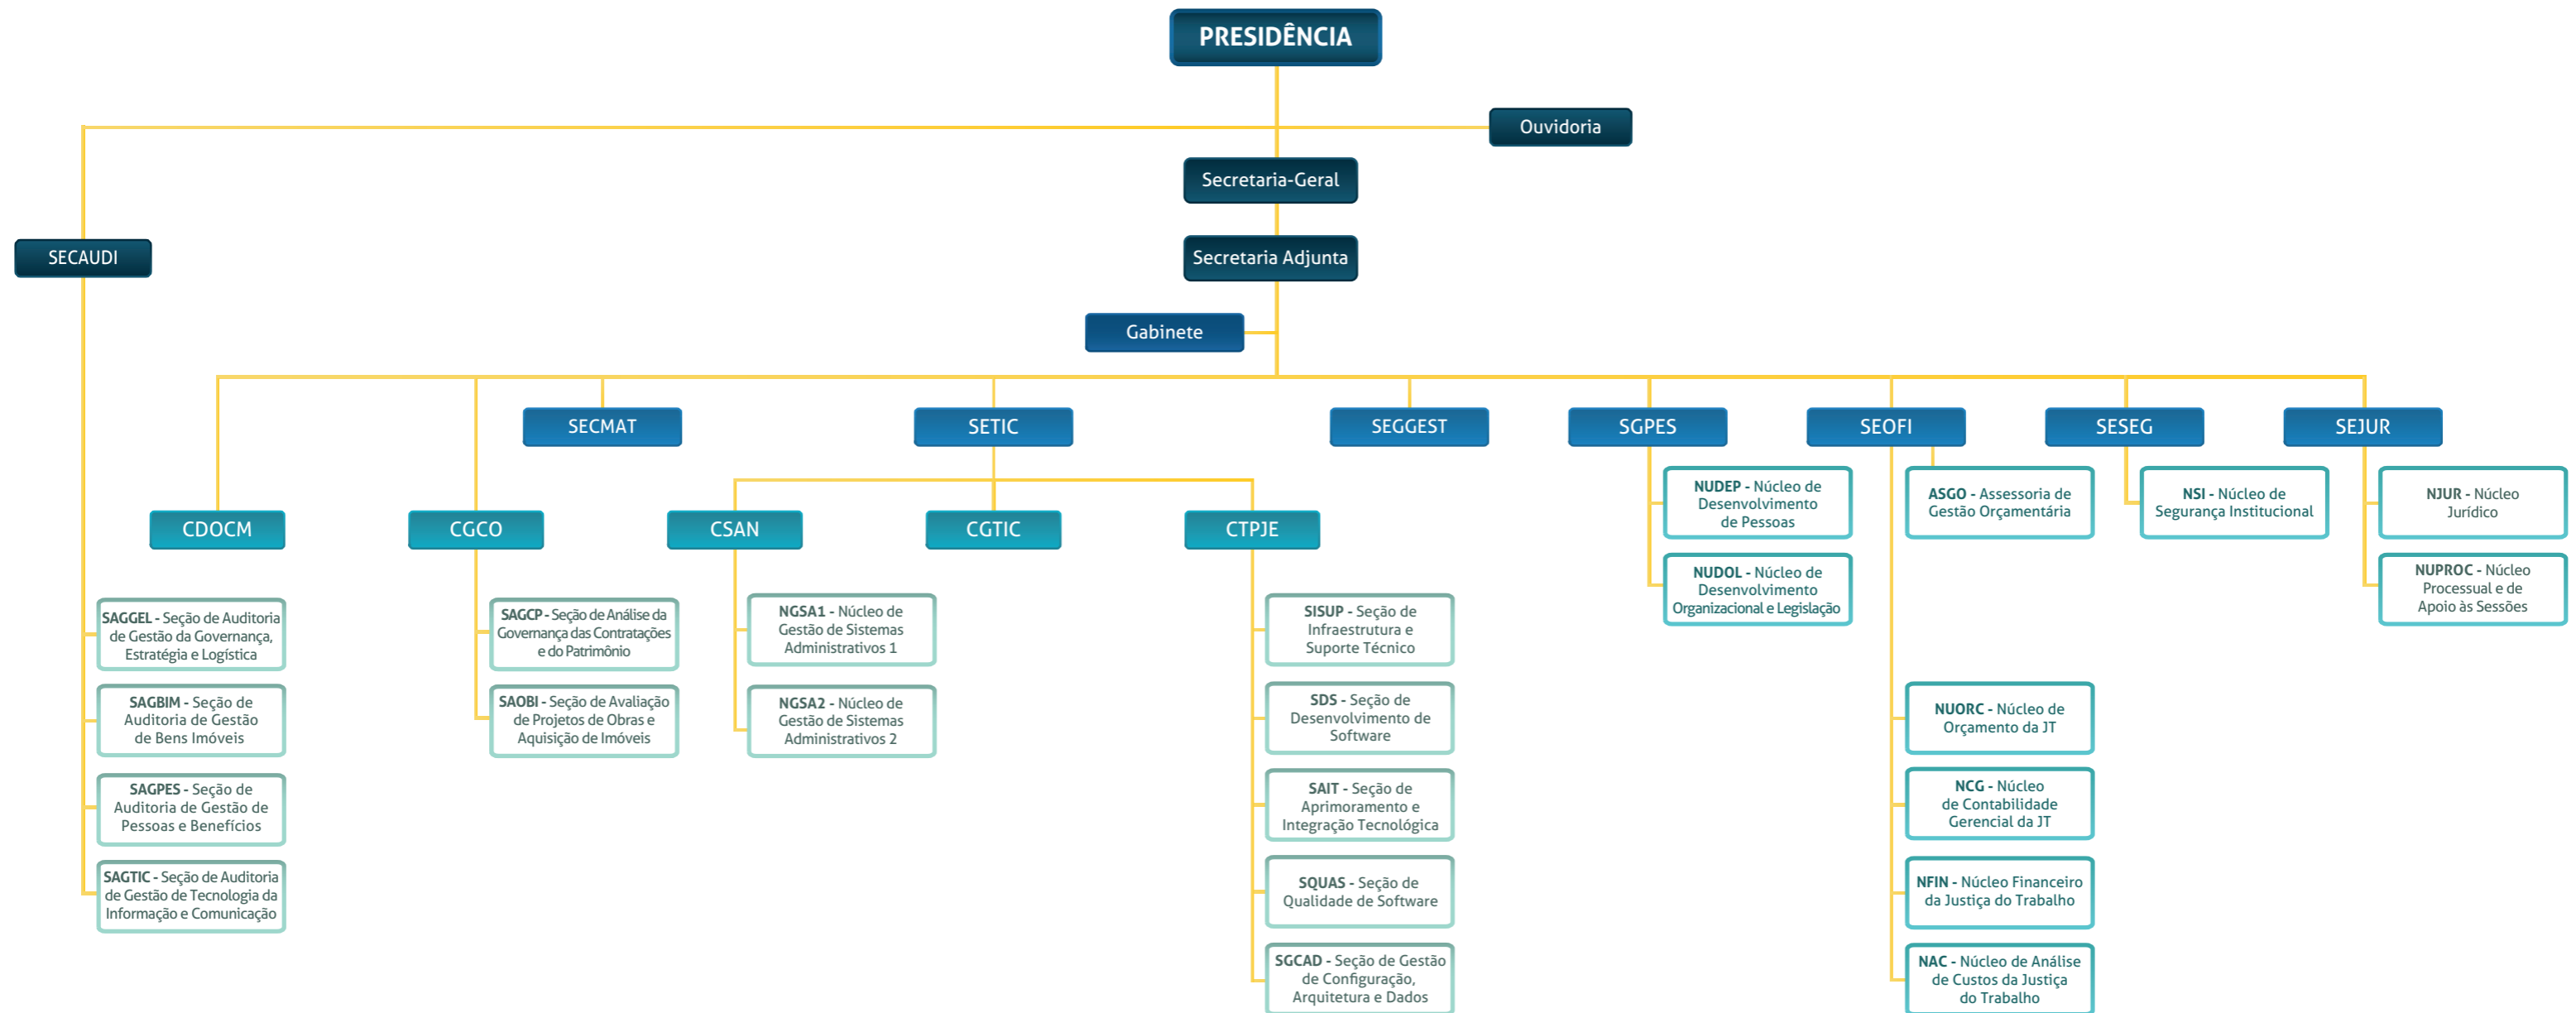 PRESIDÊNCIA
Ouvidoria
Secretaria-Geral
SECAUDI
Secretaria Adjunta
Gabinete
SECMAT
SETIC
SEGGEST
SGPES
SEOFI
SESEG
SEJUR
CDOCM
CGCO
CSAN
CGTIC
CTPJE
NUDEP - Núcleo de
Desenvolvimento
de Pessoas
NUDOL - Núcleo de
Desenvolvimento
Organizacional e Legislação
ASGO - Assessoria de
Gestão Orçamentária
NSI - Núcleo de
Segurança Institucional
NJUR - Núcleo
Jurídico
NUPROC - Núcleo
Processual e de
Apoio às Sessões
SAGGEL - Seção de Auditoria
de Gestão da Governança,
Estratégia e Logística
SAGBIM - Seção de
Auditoria de Gestão
de Bens Imóveis
SAGPES - Seção de
Auditoria de Gestão de
Pessoas e Benefícios
SAGTIC - Seção de Auditoria
de Gestão de Tecnologia da
Informação e Comunicação
SAGCP - Seção de Análise da
Governança das Contratações
e do Patrimônio
SAOBI - Seção de Avaliação
de Projetos de Obras e
Aquisição de Imóveis
NGSA1 - Núcleo de
Gestão de Sistemas
Administrativos 1
NGSA2 - Núcleo de
Gestão de Sistemas
Administrativos 2
SISUP - Seção de
Infraestrutura e
Suporte Técnico
SDS - Seção de
Desenvolvimento de
Software
SAIT - Seção de
Aprimoramento e
Integração Tecnológica
SQUAS - Seção de
Qualidade de Software
SGCAD - Seção de Gestão
de Configuração,
Arquitetura e Dados
NUORC - Núcleo de
Orçamento da JT
NCG - Núcleo
de Contabilidade
Gerencial da JT
NFIN - Núcleo Financeiro
da Justiça do Trabalho
NAC - Núcleo de Análise
de Custos da Justiça
do Trabalho